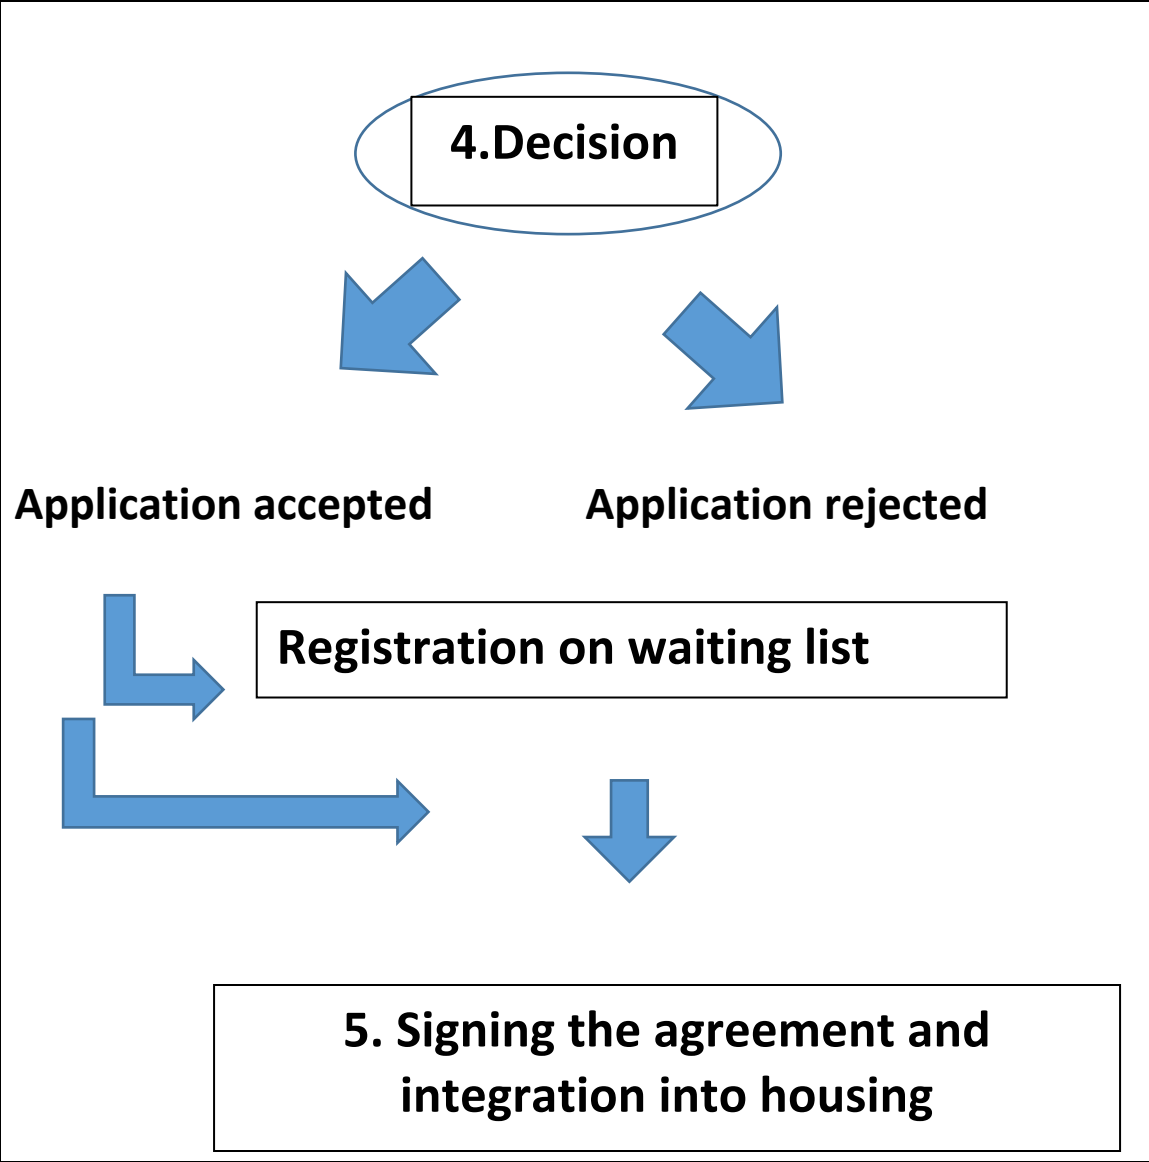 4.Decision
Application accepted
Application rejected
Registration on waiting list
5. Signing the agreement and
integration into housing